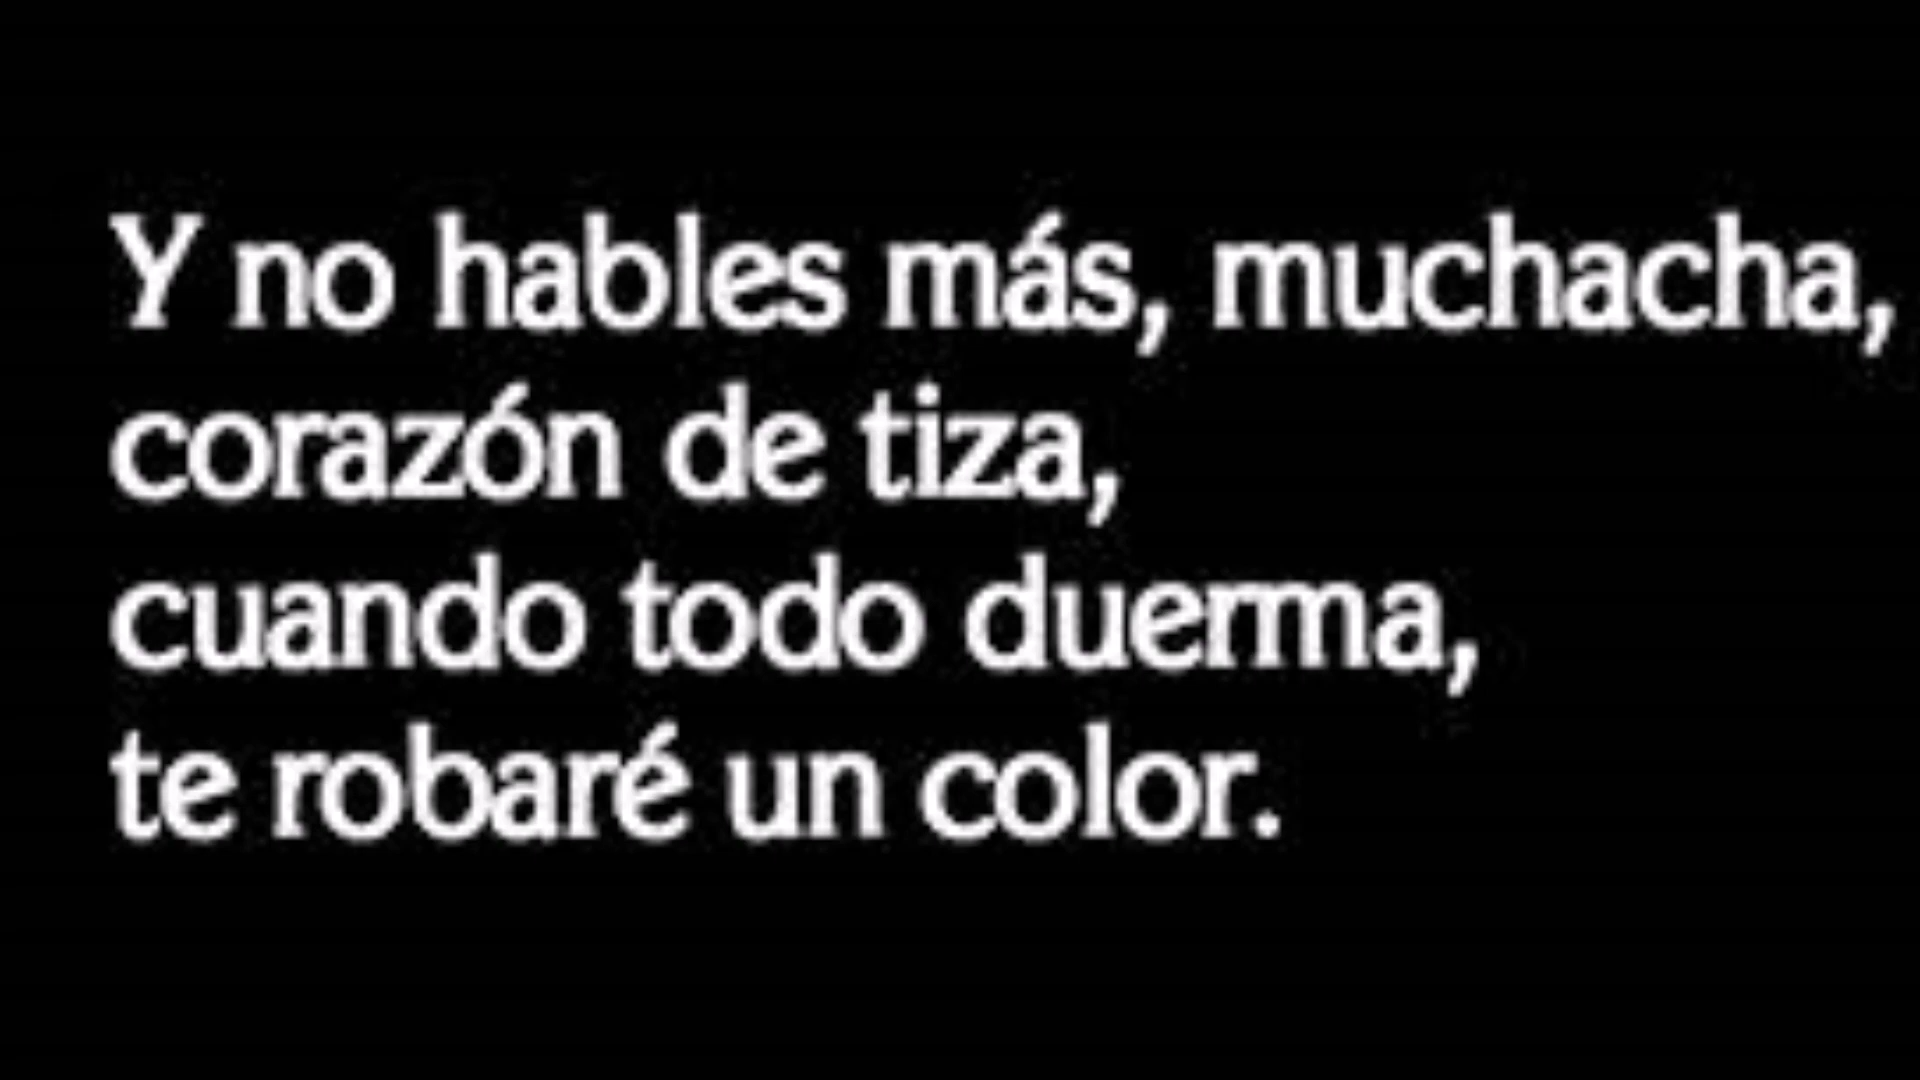 Y no hables más, muchacha,
corazón de tiza,
cuando todo duerma,
te robaré un color.